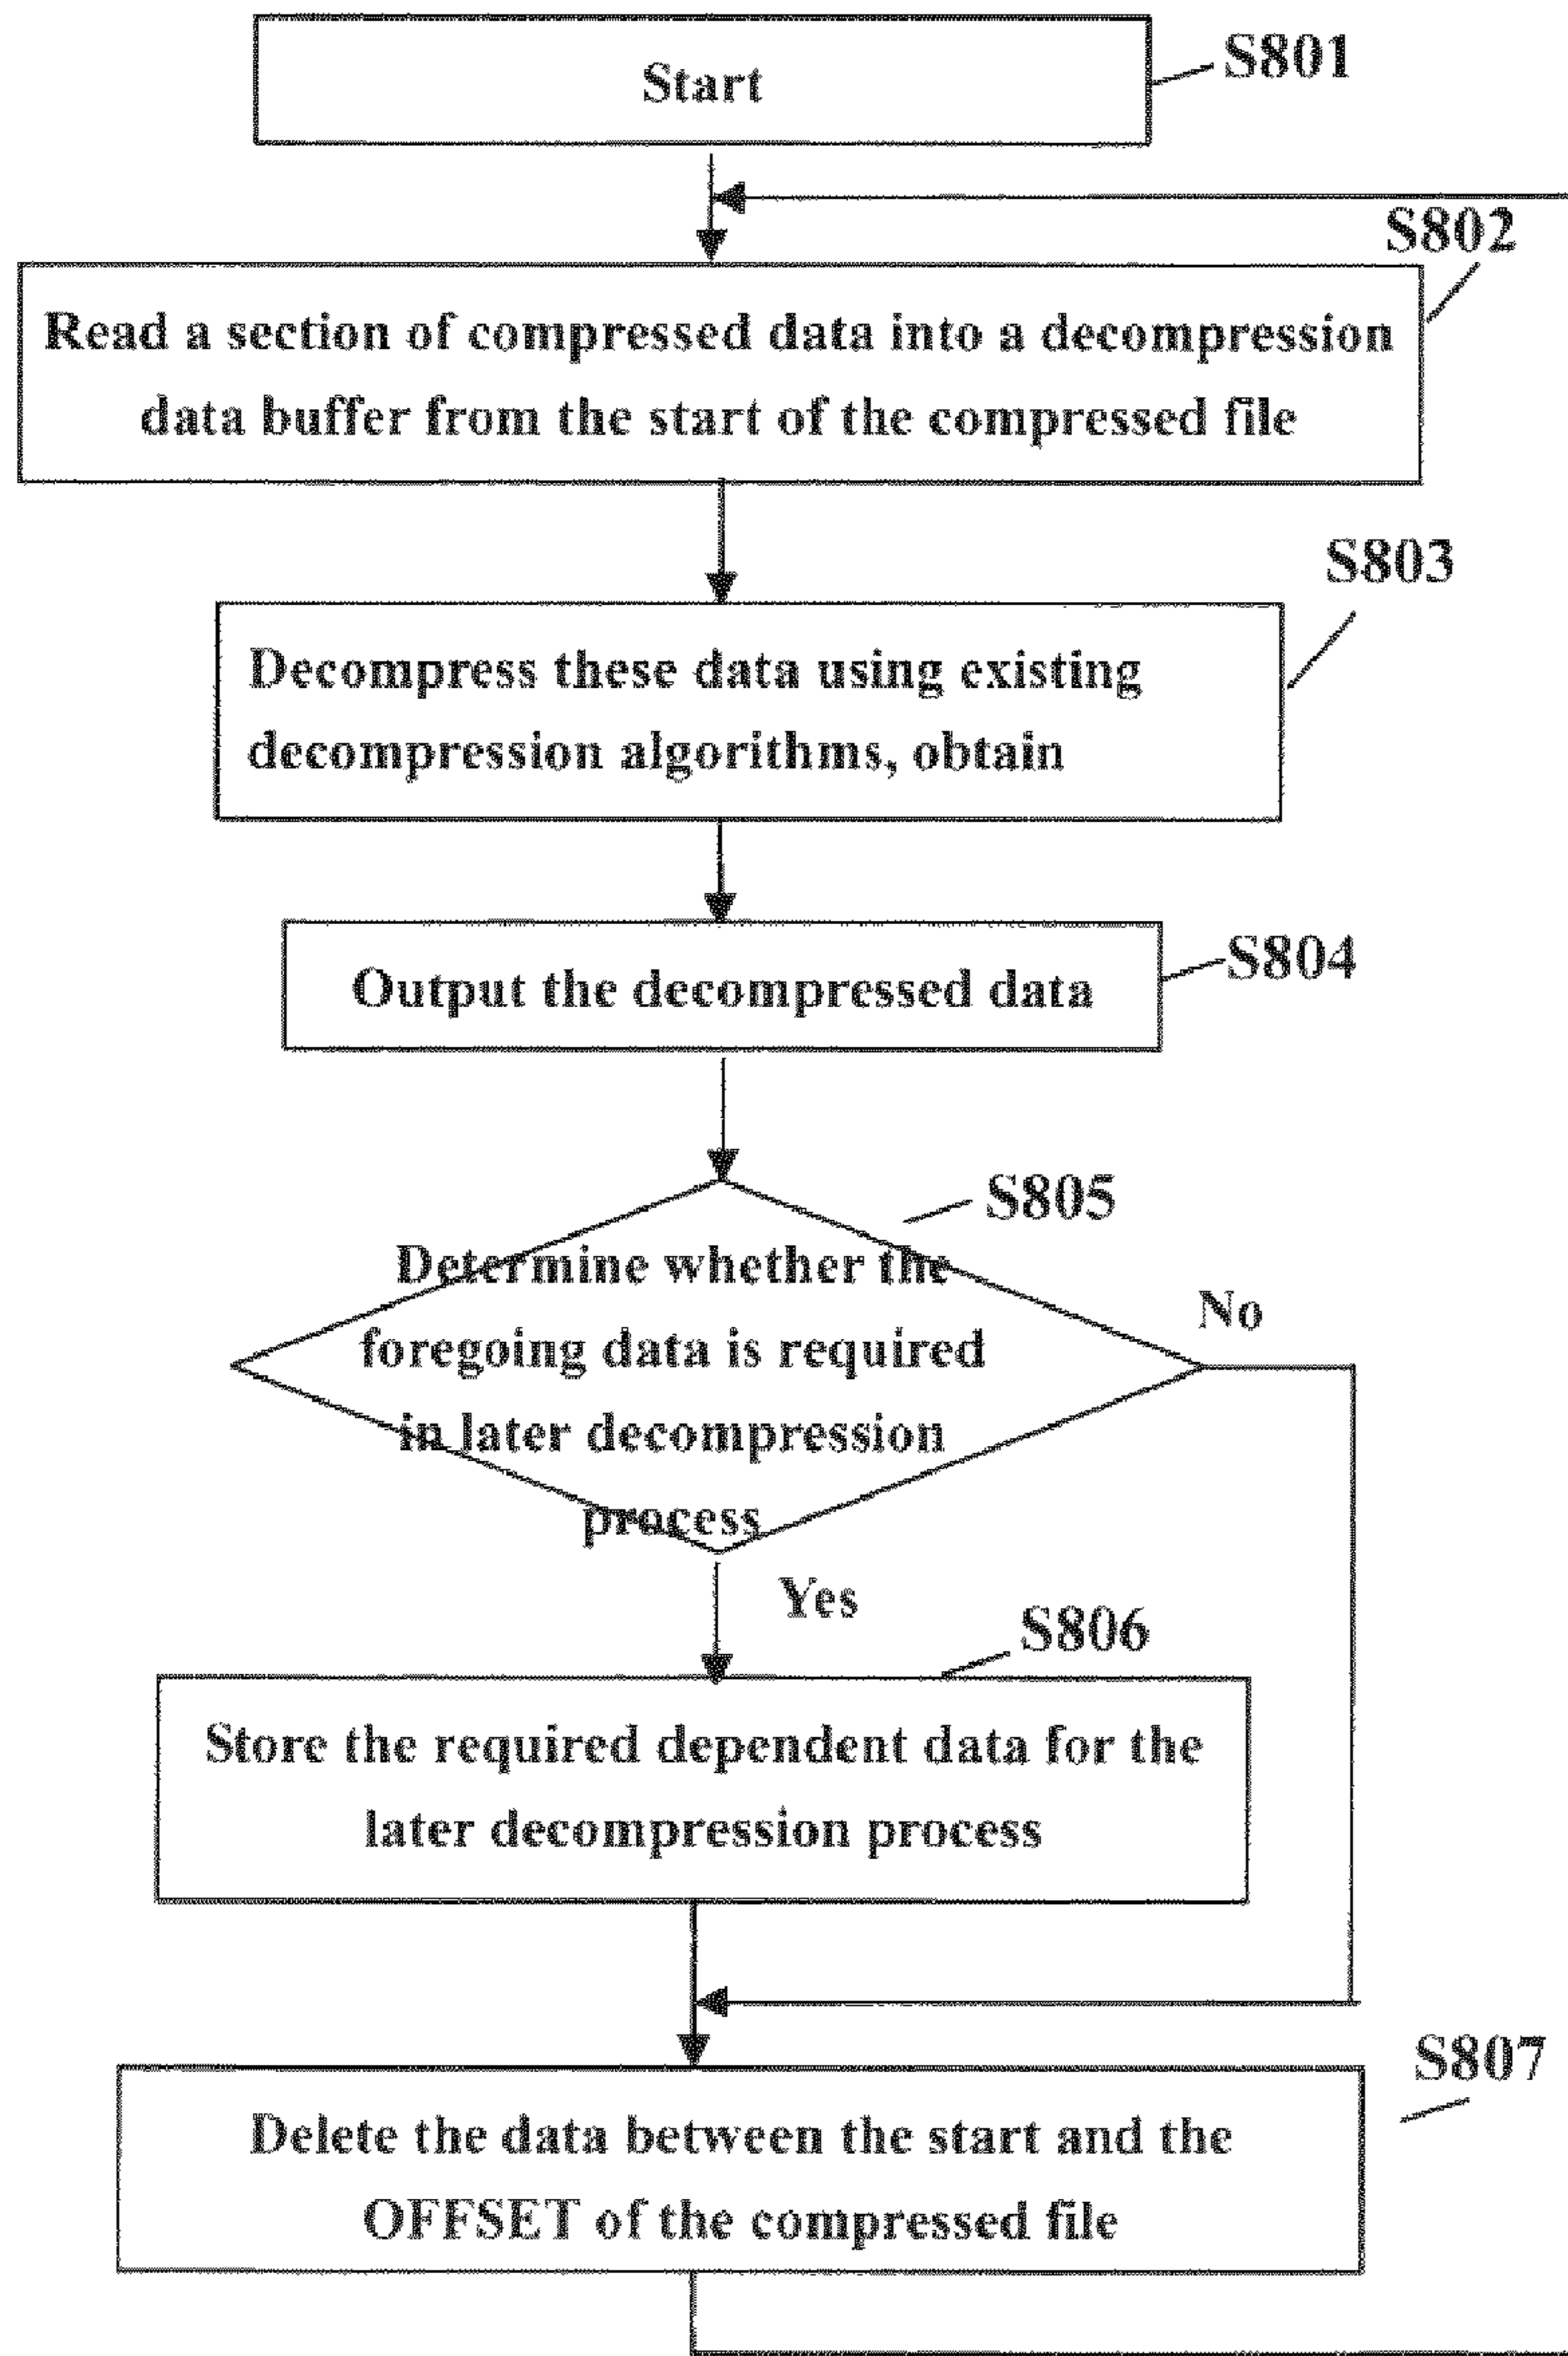 Start
S801
S802
Read a section of compressed data into a decompression
data buffer from the start of the compressed file
S803
Decompress these data using existing
decompression algorithms, obtain
Output the decompressed data
S804
S805
Determine whether the
foregoing data is required
in later decompression
process
No
Yes
S806
Store the required dependent data for the
later decompression process
S807
Delete the data between the start and the
OFFSET of the compressed file